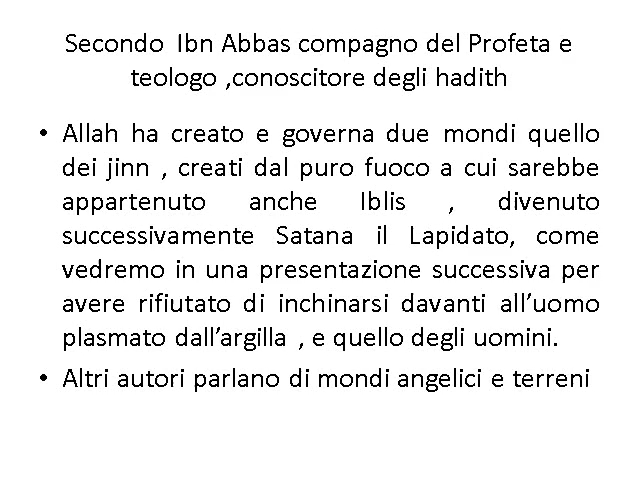 Secondo Ibn Abbas compagno del Profeta e
teologo ,conoscitore degli hadith
• Allah ha creato e governa due mondi quello
dei jinn , creati dal puro fuoco a cui sarebbe
appartenuto anche Iblis , divenuto
successivamente Satana il Lapidato, come
vedremo in una presentazione successiva per
avere rifiutato di inchinarsi davanti all’uomo
plasmato dall’argilla , e quello degli uomini.
• Altri autori parlano di mondi angelici e terreni